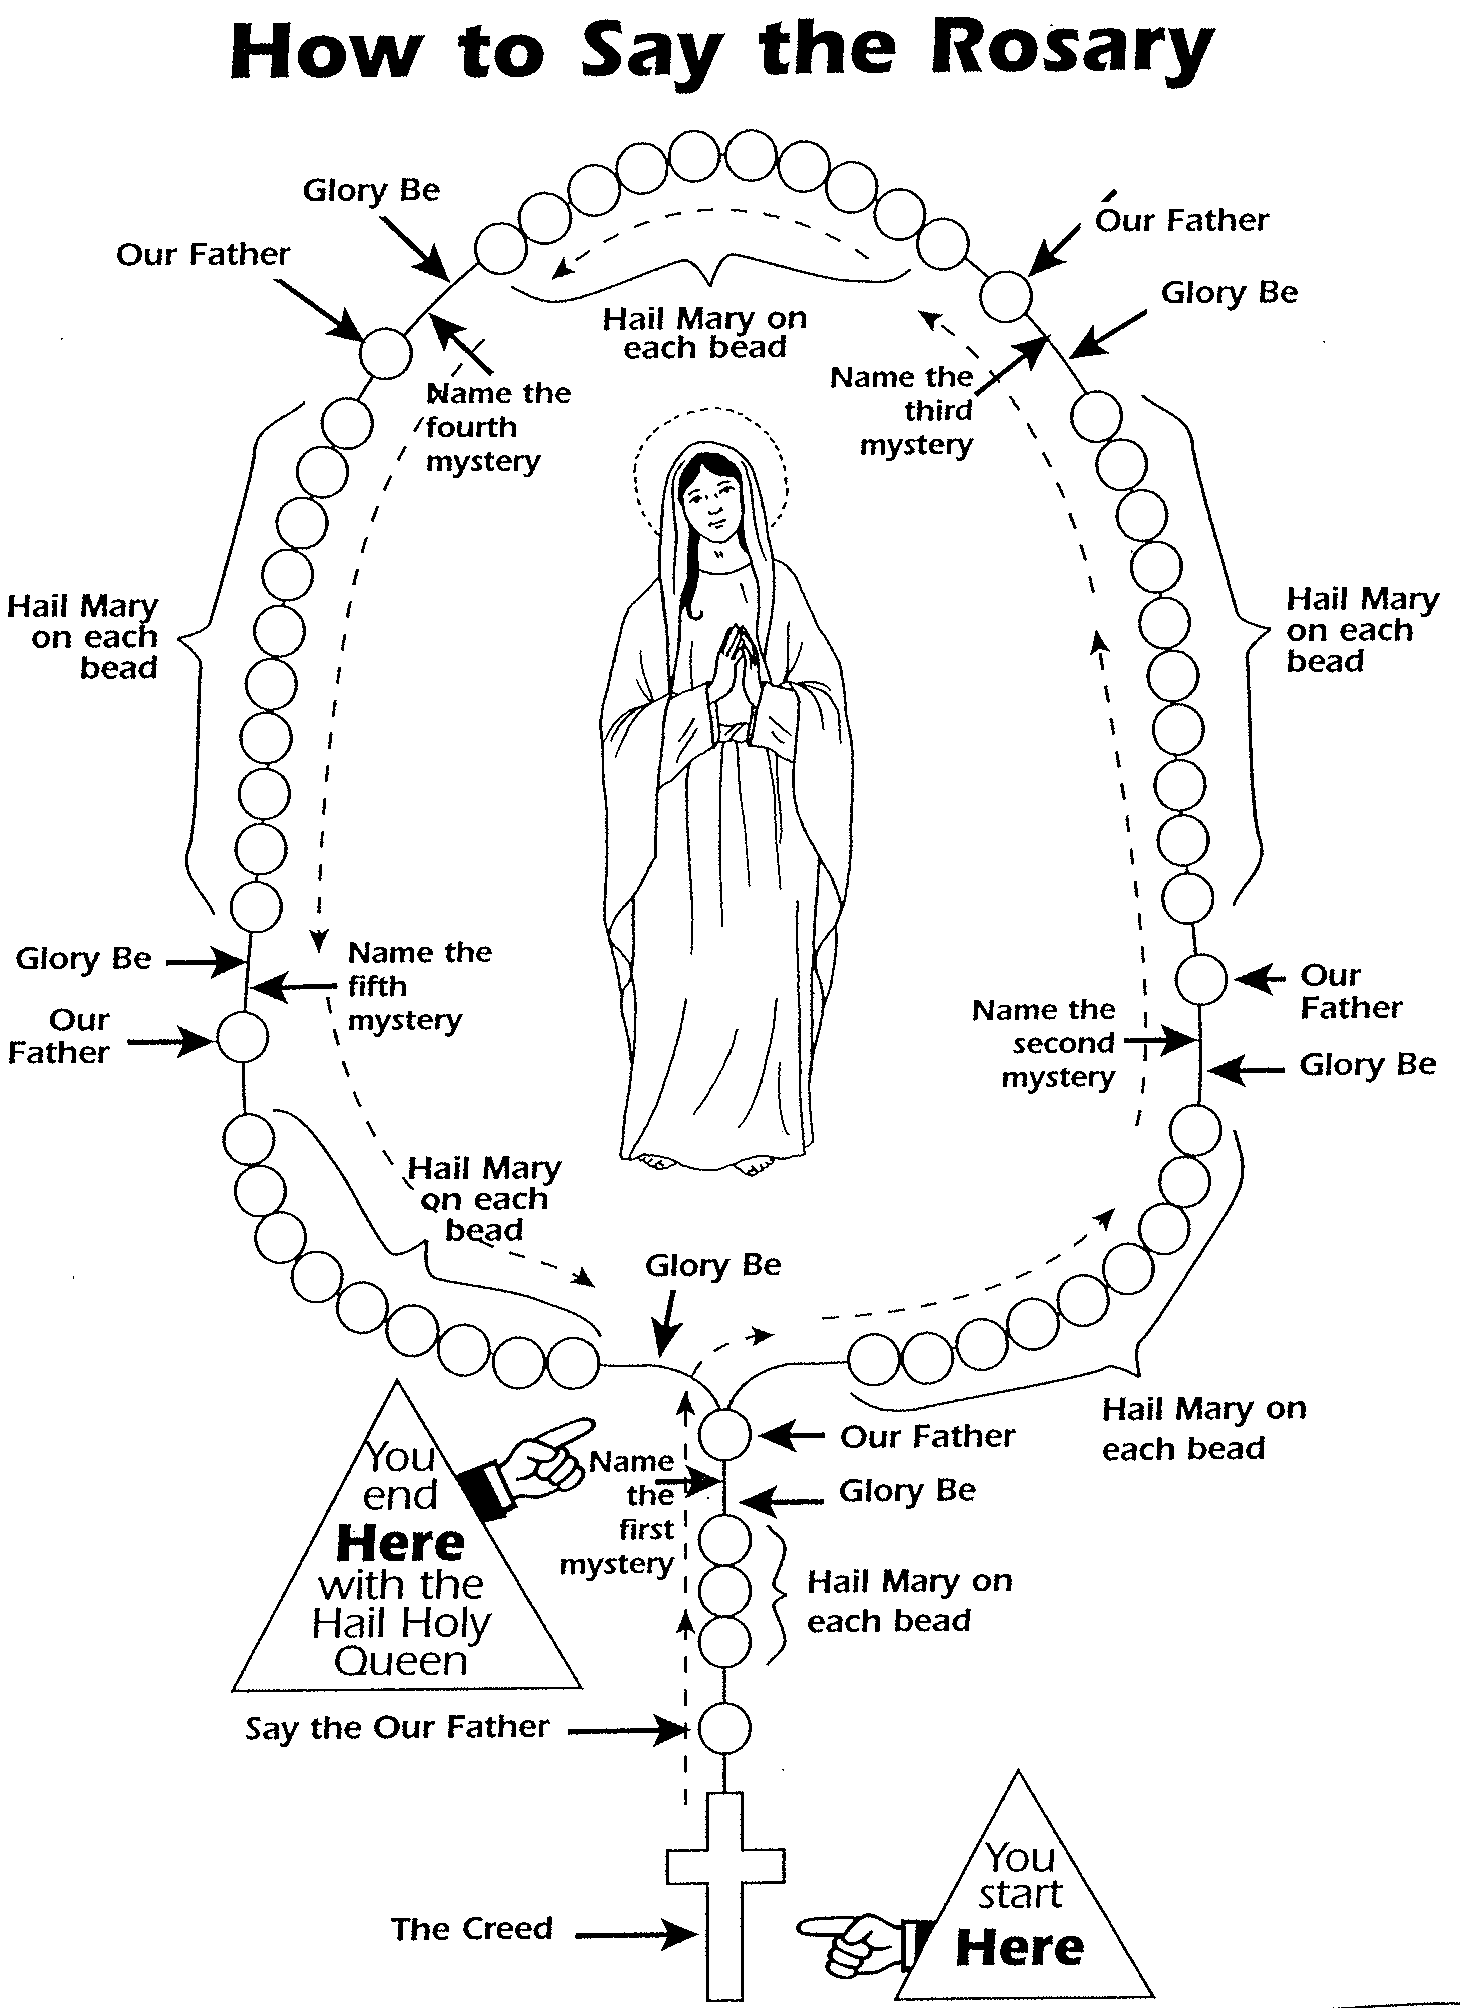 How to Say the Rosary
Glory Be
Our Father
Our Father
Glory Be
Hail Mary on
each bead
Name the
fourth
mystery
Name the
third
mystery
Hail Mary
on each
bead
Hail Mary
on each
bead
Glory Be
Name the
fifth
mystery
Our
Father
Our
Father
Name the
second
mystery
Glory Be
Hail Mary
on each
bead
Glory Be
Hail Mary on
each bead
Our Father
You
end
Here
with the
Hail Holy
Queen
Name
the
first
mystery
Glory Be
Hail Mary on
each bead
Say the Our Father
The Creed
You
start
Here